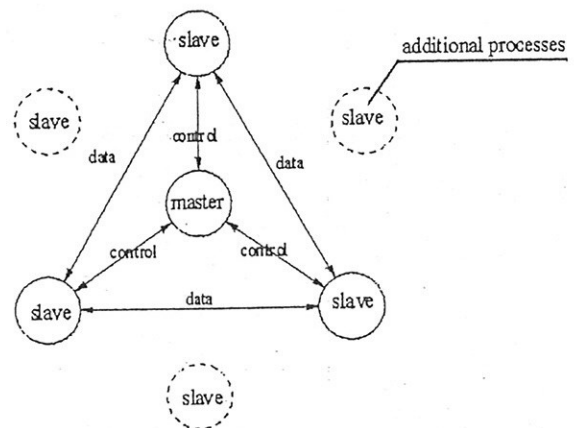 slave
additional processes
slave
slave
control
data
data
master
control
control
slave
data
slave
slave